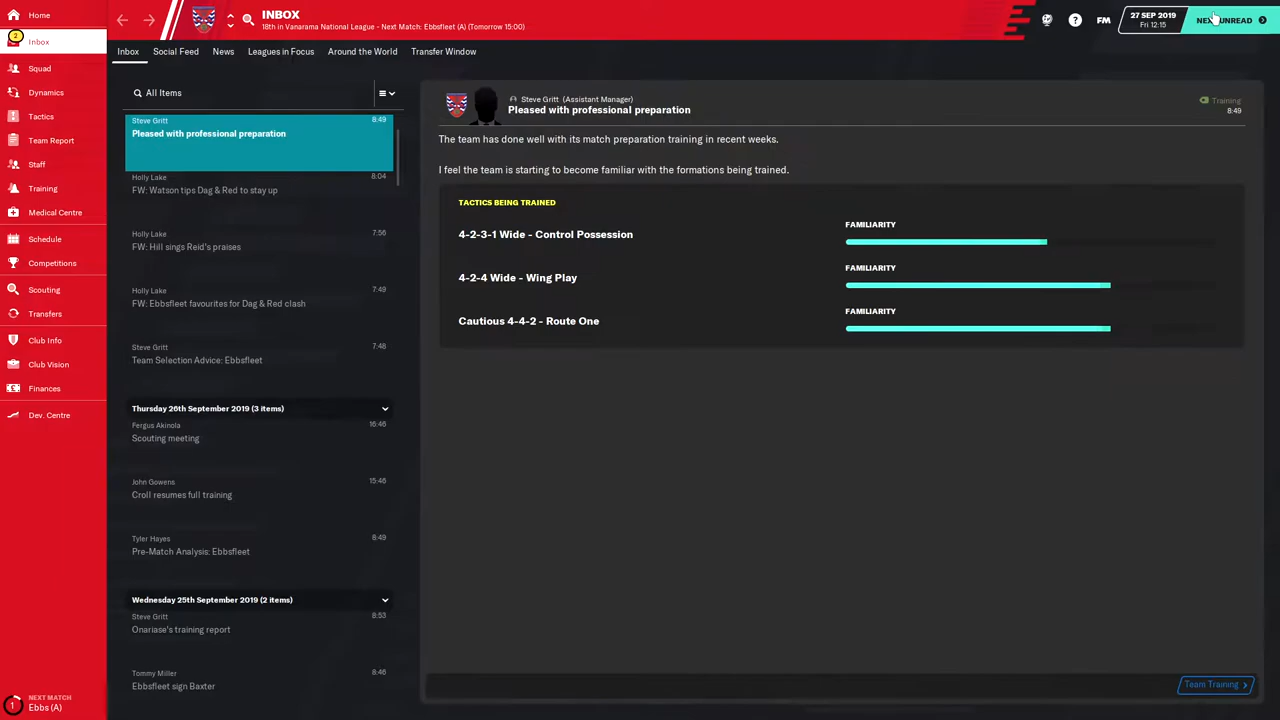 Home
2
Inbox
Squad
Dynamics
Tactics
Team Report
Staff
Training
Medical Centre
Schedule
Competitions
Scouting
Transfers
Club Info
Club Vision
Finances
Dev. Centre
1
NEXT MATCH
Ebbs (A)
INBOX
18th in Vanarama National League - Next Match: Ebbsfleet (A) (Tomorrow 15:00)
?
FM
27 SEP 2019
Fri 12:15
NEXT UNREAD
Inbox Social Feed News Leagues in Focus Around the World Transfer Window
All Items
Steve Gritt 8:49
Pleased with professional preparation
Holly Lake 8:04
FW: Watson tips Dag & Red to stay up
Holly Lake 7:56
FW: Hill sings Reid's praises
Holly Lake 7:49
FW: Ebbsfleet favourites for Dag & Red clash
Steve Gritt 7:48
Team Selection Advice: Ebbsfleet
Thursday 26th September 2019 (3 items)
Fergus Akinola 16:46
Scouting meeting
John Gowens 15:46
Croll resumes full training
Tyler Hayes 8:49
Pre-Match Analysis: Ebbsfleet
Wednesday 25th September 2019 (2 items)
Steve Gritt 8:53
Onariase's training report
Tommy Miller 8:46
Ebbsfleet sign Baxter
Steve Gritt (Assistant Manager)
Pleased with professional preparation
Training
8:49
The team has done well with its match preparation training in recent weeks.
I feel the team is starting to become familiar with the formations being trained.
TACTICS BEING TRAINED
FAMILIARITY
4-2-3-1 Wide - Control Possession
FAMILIARITY
4-2-4 Wide - Wing Play
FAMILIARITY
Cautious 4-4-2 - Route One
Team Training